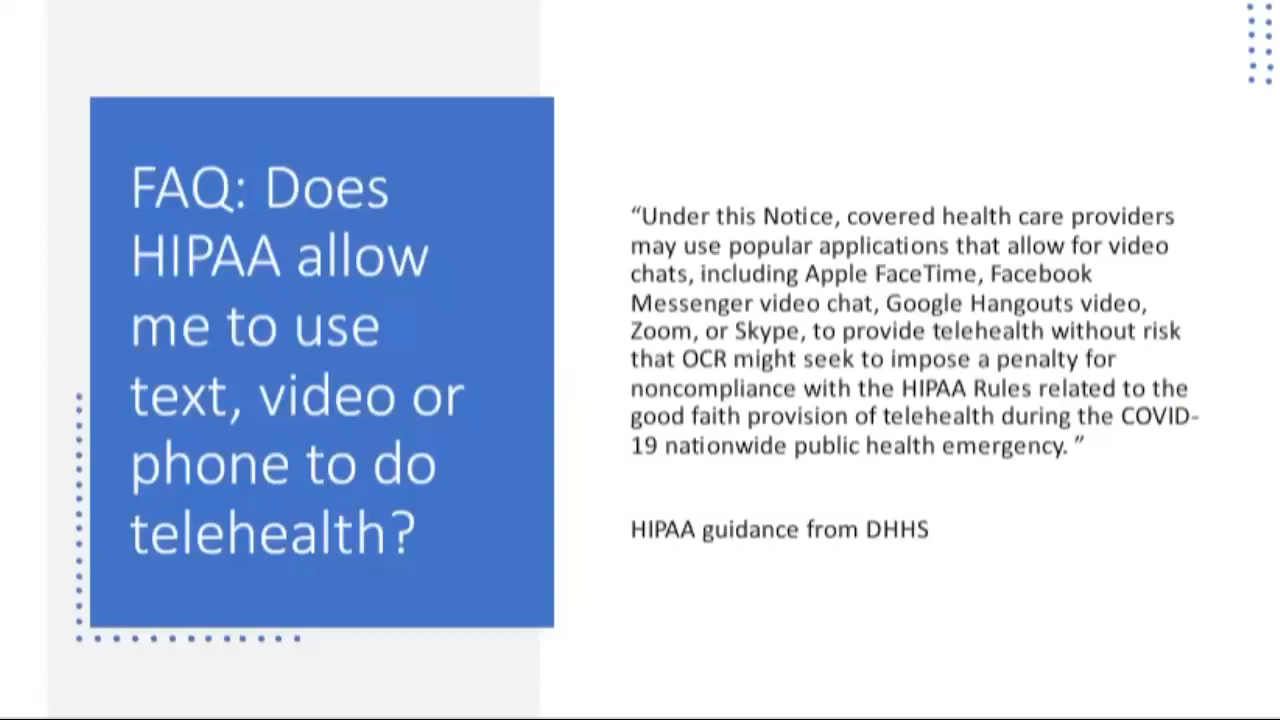 FAQ: Does
HIPAA allow
me to use
text, video or
phone to do
telehealth?
“Under this Notice, covered health care providers
may use popular applications that allow for video
chats, including Apple FaceTime, Facebook
Messenger video chat, Google Hangouts video,
Zoom, or Skype, to provide telehealth without risk
that OCR might seek to impose a penalty for
noncompliance with the HIPAA Rules related to the
good faith provision of telehealth during the COVID-
19 nationwide public health emergency. ”
HIPAA guidance from DHHS